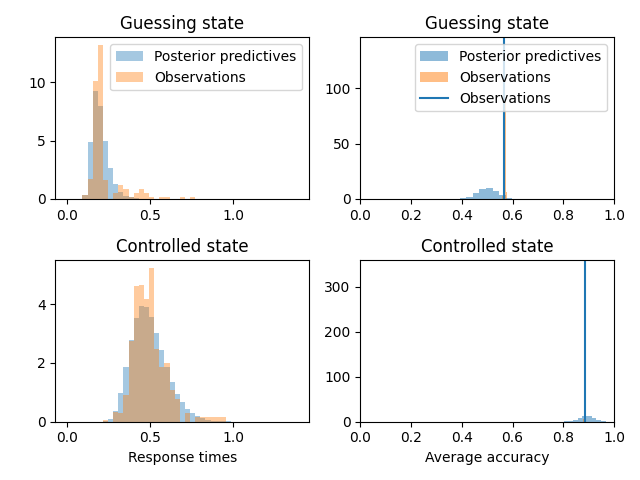 Guessing state
Posterior predictives
Observations
10
5
0
0.0 0.5 1.0
Guessing state
Posterior predictives
Observations
Observations
100
50
0
0.0 0.2 0.4 0.6 0.8 1.0
Controlled state
4
2
0
0.0 0.5 1.0
Response times
Controlled state
300
200
100
0
0.0 0.2 0.4 0.6 0.8 1.0
Average accuracy